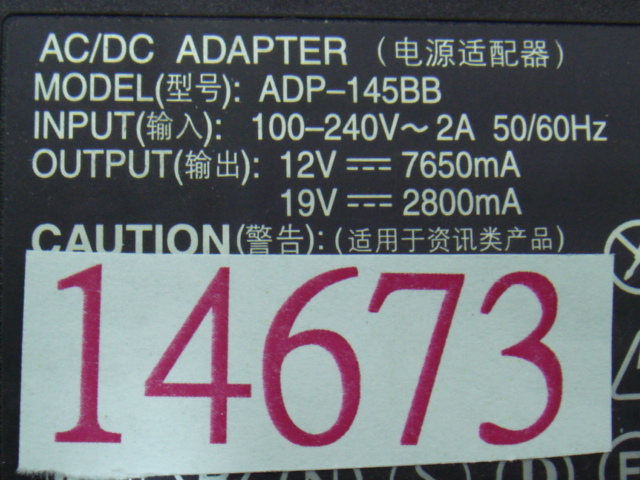 AC/DC ADAPTER (电源适配器)
MODEL(型号): ADP-145BB
INPUT(输入): 100-240V~ 2A 50/60Hz
OUTPUT(输出): 12V ⎓ 7650mA
19V ⎓ 2800mA
CAUTION(警告): (适用于资讯类产品)
14673